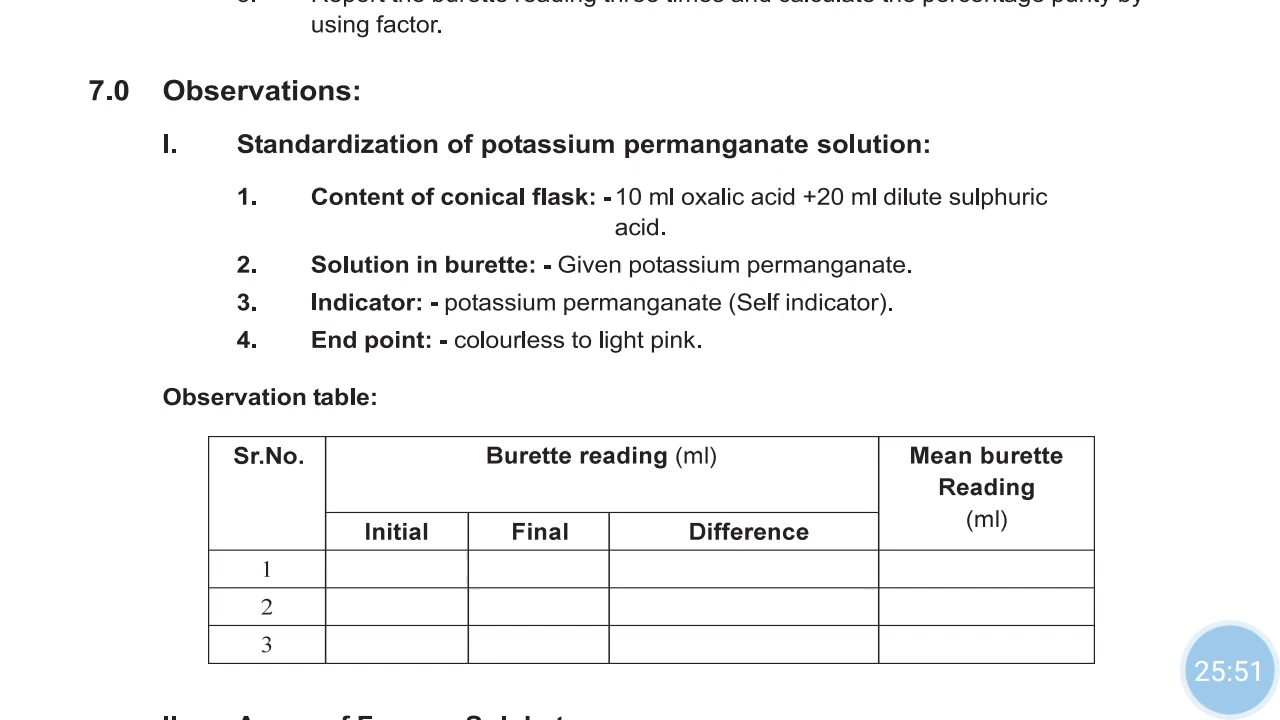 using factor.
7.0 Observations:
I. Standardization of potassium permanganate solution:
1. Content of conical flask: - 10 ml oxalic acid +20 ml dilute sulphuric
acid.
2. Solution in burette: - Given potassium permanganate.
3. Indicator: - potassium permanganate (Self indicator).
4. End point: - colourless to light pink.
Observation table:
Sr.No. Burette reading (ml) Mean burette
Reading
(ml)
Initial Final Difference
1
2
3
25:51